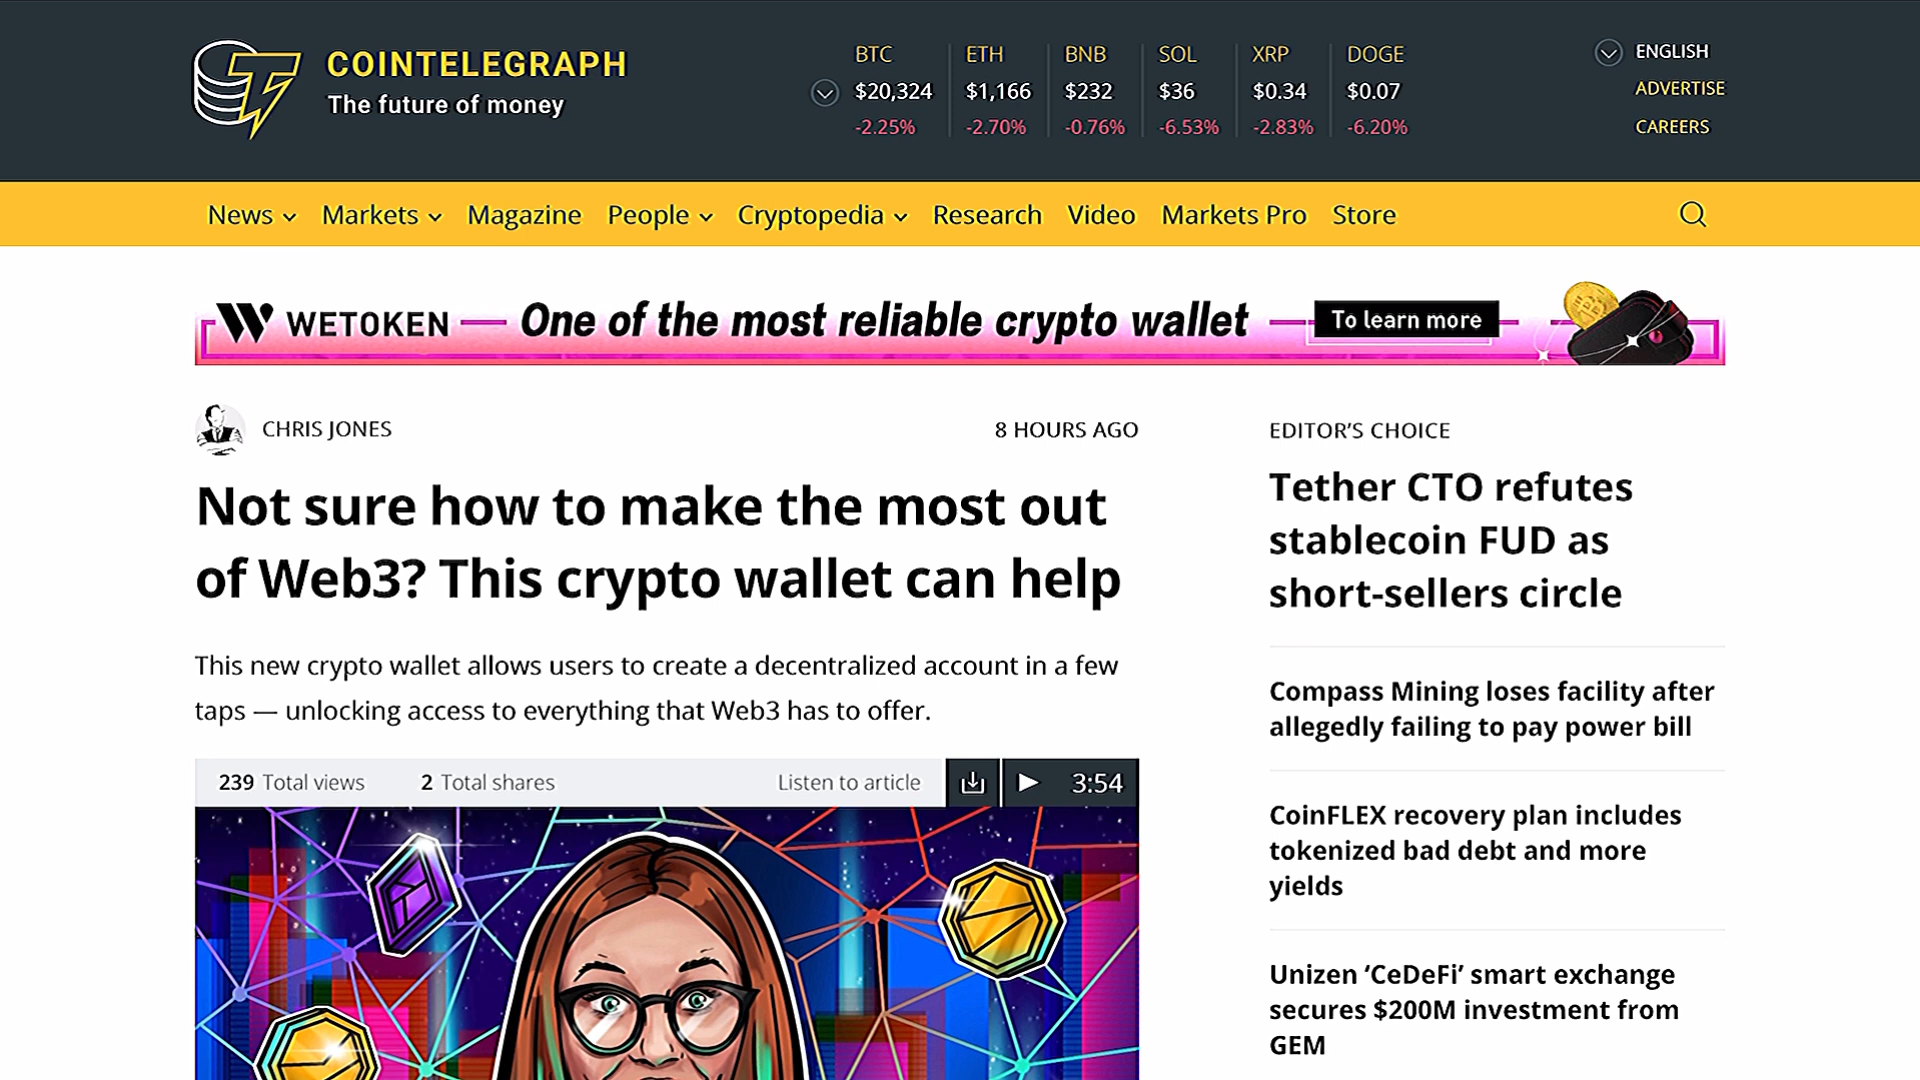 COINTELEGRAPH
The future of money
BTC
$20,324
-2.25%
ETH
$1,166
-2.70%
BNB
$232
-0.76%
SOL
$36
-6.53%
XRP
$0.34
-2.83%
DOGE
$0.07
-6.20%
ENGLISH
ADVERTISE
CAREERS
News Markets Magazine People Cryptopedia Research Video Markets Pro Store
WETOKEN One of the most reliable crypto wallet To learn more
CHRIS JONES 8 HOURS AGO
Not sure how to make the most out
of Web3? This crypto wallet can help
This new crypto wallet allows users to create a decentralized account in a few
taps — unlocking access to everything that Web3 has to offer.
239 Total views 2 Total shares Listen to article 3:54
EDITOR’S CHOICE
Tether CTO refutes
stablecoin FUD as
short-sellers circle
Compass Mining loses facility after
allegedly failing to pay power bill
CoinFLEX recovery plan includes
tokenized bad debt and more
yields
Unizen ‘CeDeFi’ smart exchange
secures $200M investment from
GEM